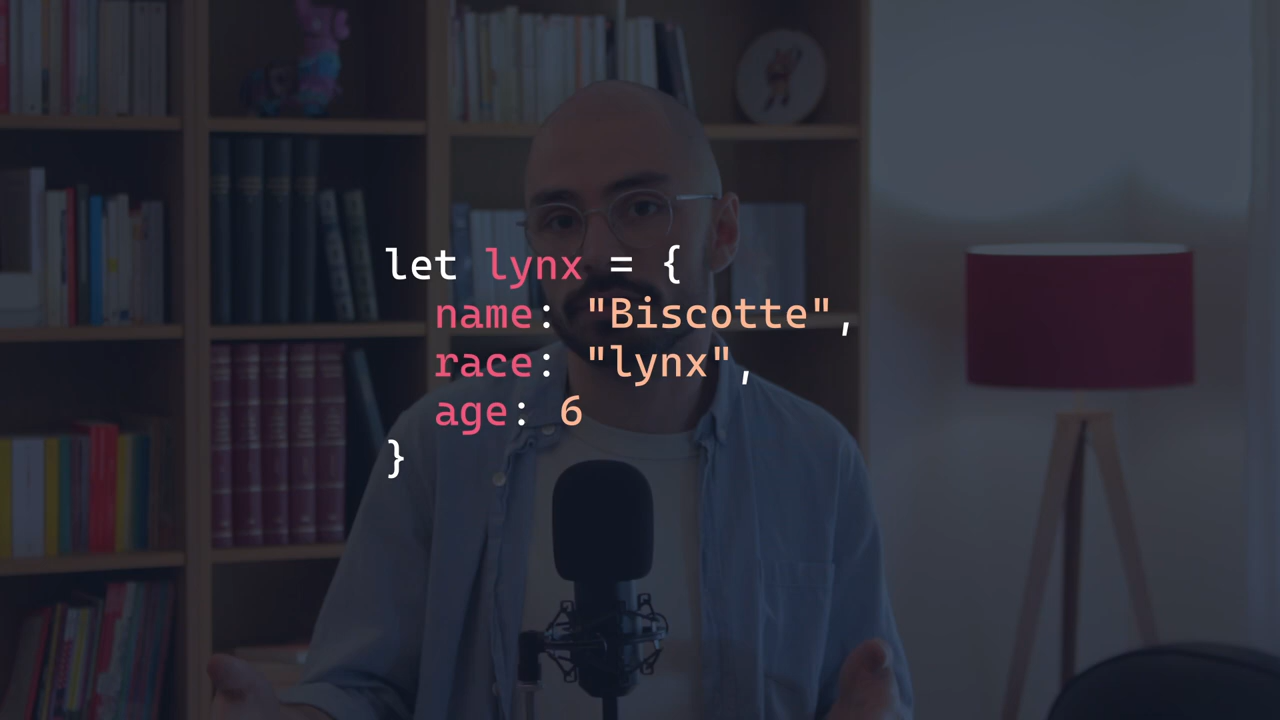 let lynx = {
  name: "Biscotte",
  race: "lynx",
  age: 6
}